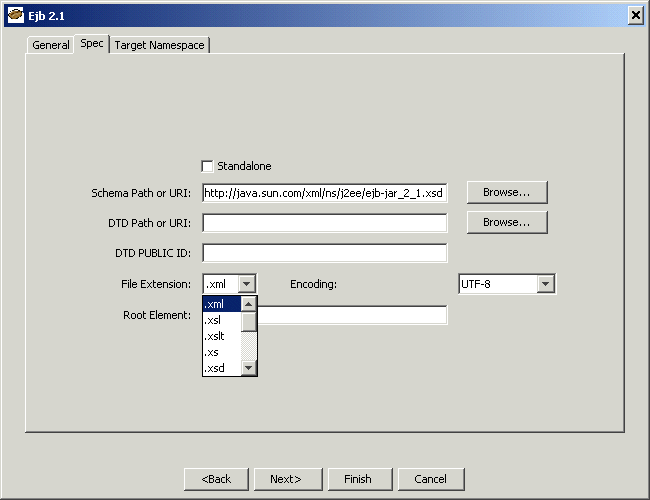 Ejb 2.1
General Spec Target Namespace
Standalone
Schema Path or URI: http://java.sun.com/xml/ns/j2ee/ejb-jar_2_1.xsd Browse...
DTD Path or URI: Browse...
DTD PUBLIC ID:
File Extension: .xml Encoding: UTF-8
.xml
.xsl
Root Element:
.xslt
.xs
.xsd
<Back Next> Finish Cancel